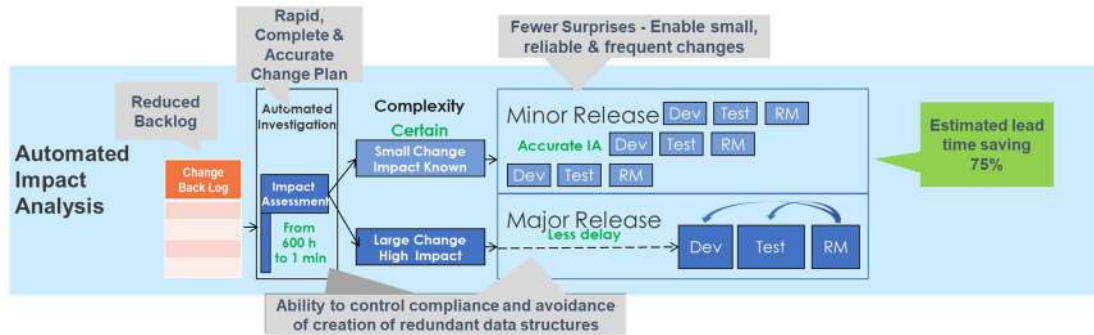 Rapid,
Complete &
Accurate
Change Plan
Fewer Surprises - Enable small,
reliable & frequent changes
Reduced
Backlog
Automated
Impact
Analysis
Change
Back Log
Automated
Investigation
Impact
Assessment
From
600 h
to 1 min
Complexity
Certain
Small Change
Impact Known
Large Change
High Impact
Minor Release
Dev Test RM
Accurate IA
Dev Test RM
Dev Test RM
Major Release
Less delay
Dev Test RM
Estimated lead
time saving
75%
Ability to control compliance and avoidance
of creation of redundant data structures